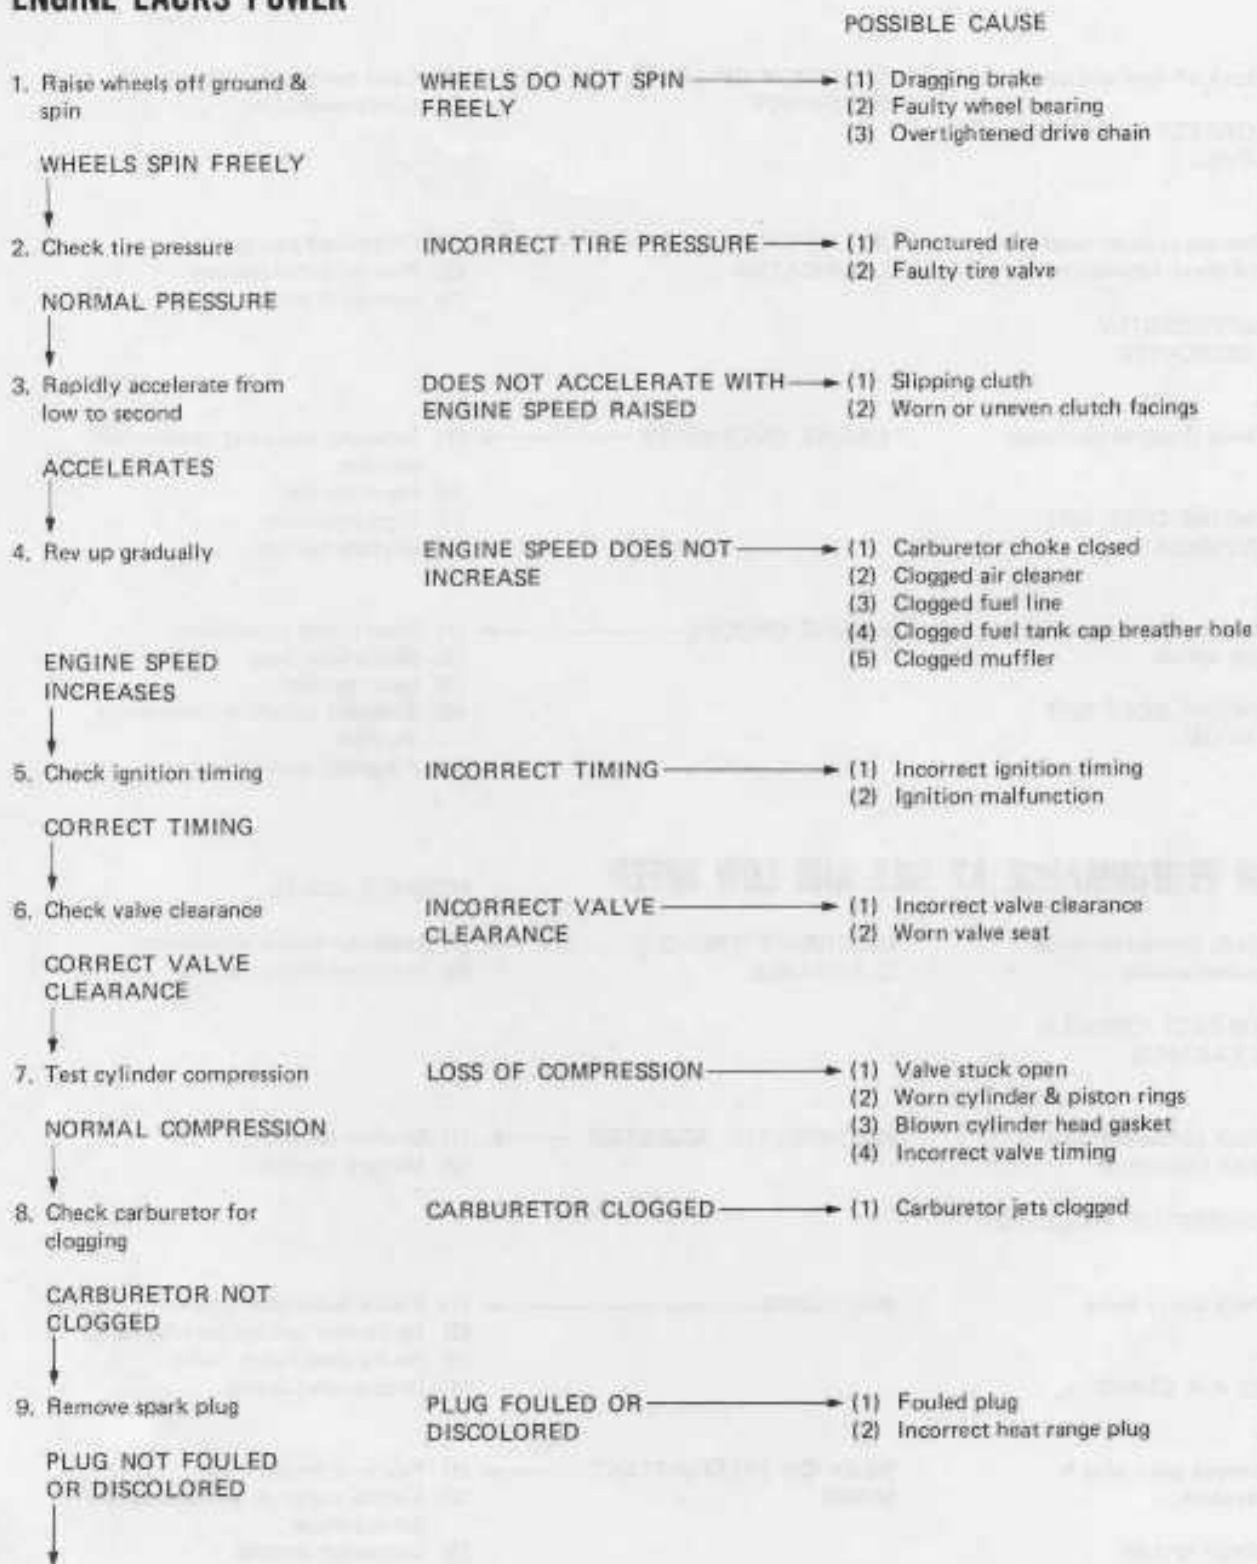 ENGINE LACKS POWER
POSSIBLE CAUSE
1. Raise wheels off ground &
spin
WHEELS DO NOT SPIN
FREELY
(1) Dragging brake
(2) Faulty wheel bearing
(3) Overtightened drive chain
WHEELS SPIN FREELY
2. Check tire pressure
INCORRECT TIRE PRESSURE
(1) Punctured tire
(2) Faulty tire valve
NORMAL PRESSURE
3. Rapidly accelerate from
low to second
DOES NOT ACCELERATE WITH
ENGINE SPEED RAISED
(1) Slipping cluth
(2) Worn or uneven clutch facings
ACCELERATES
4. Rev up gradually
ENGINE SPEED DOES NOT
INCREASE
(1) Carburetor choke closed
(2) Clogged air cleaner
(3) Clogged fuel line
(4) Clogged fuel tank cap breather hole
(5) Clogged muffler
ENGINE SPEED
INCREASES
5. Check ignition timing
INCORRECT TIMING
(1) Incorrect ignition timing
(2) Ignition malfunction
CORRECT TIMING
6. Check valve clearance
INCORRECT VALVE
CLEARANCE
(1) Incorrect valve clearance
(2) Worn valve seat
CORRECT VALVE
CLEARANCE
7. Test cylinder compression
LOSS OF COMPRESSION
(1) Valve stuck open
(2) Worn cylinder & piston rings
(3) Blown cylinder head gasket
(4) Incorrect valve timing
NORMAL COMPRESSION
8. Check carburetor for
clogging
CARBURETOR CLOGGED
(1) Carburetor jets clogged
CARBURETOR NOT
CLOGGED
9. Remove spark plug
PLUG FOULED OR
DISCOLORED
(1) Fouled plug
(2) Incorrect heat range plug
PLUG NOT FOULED
OR DISCOLORED